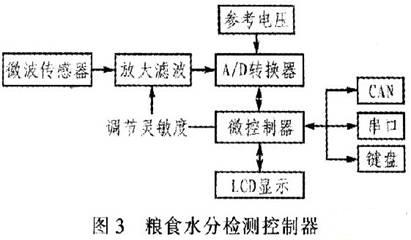 参考电压
微波传感器
放大滤波
A/D转换器
CAN
调节灵敏度
微控制器
串口
键盘
LCD显示
图3 粮食水分检测控制器